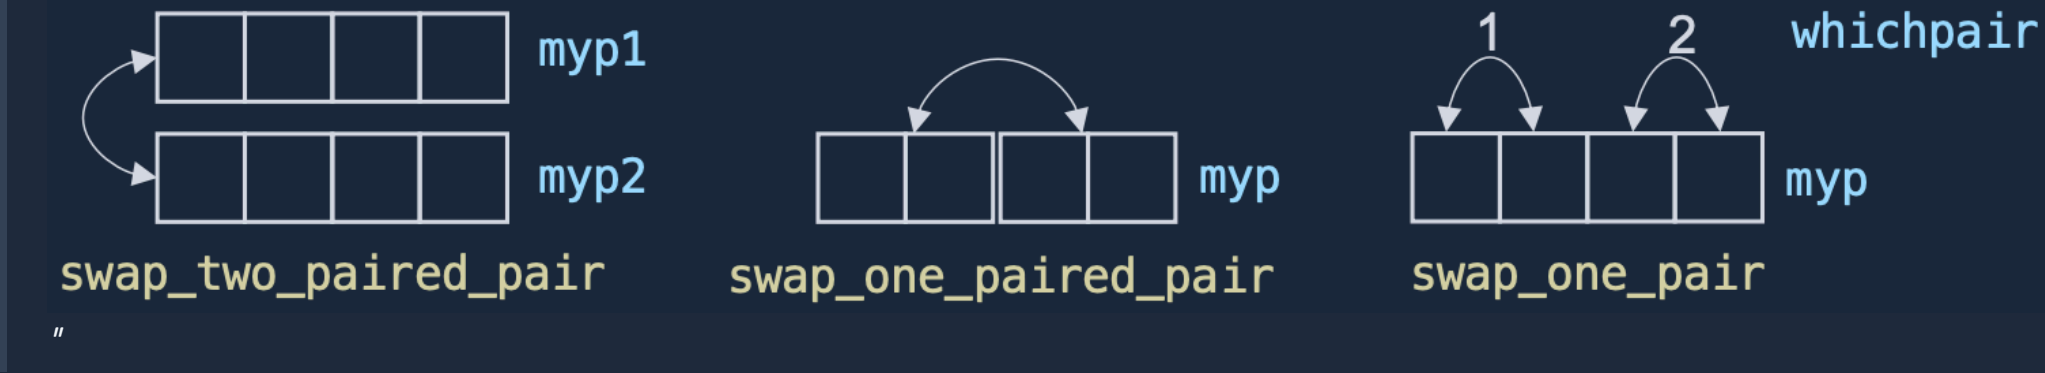 myp1
myp2
swap_two_paired_pair
myp
swap_one_paired_pair
1 2 whichpair
myp
swap_one_pair
"